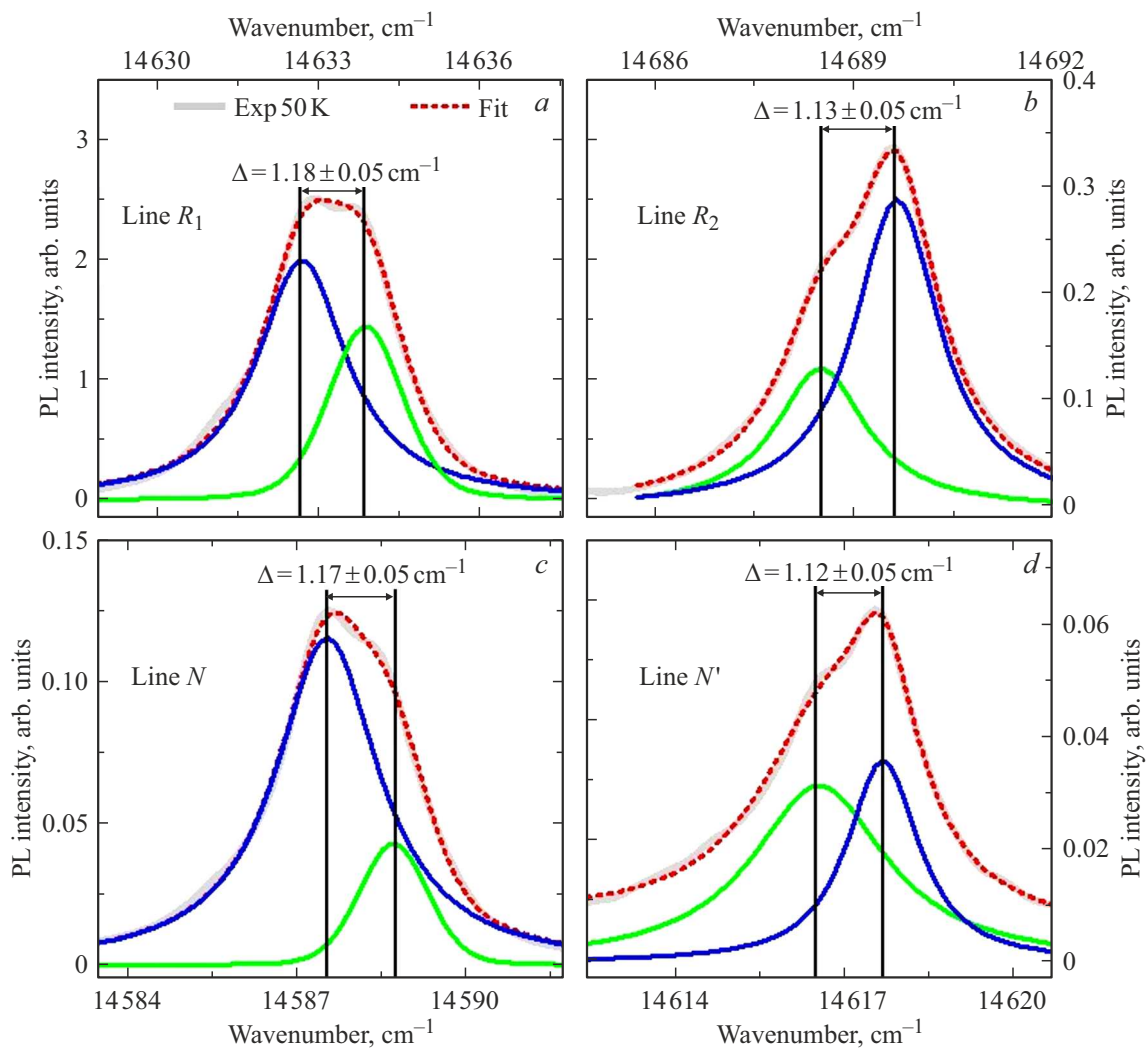 Wavenumber, cm⁻¹
Wavenumber, cm⁻¹
14630 14633 14636
14686 14689 14692
Exp 50 K
Fit
a
Δ = 1.18 ± 0.05 cm⁻¹
Line R₁
3
2
1
0
PL intensity, arb. units
b
Δ = 1.13 ± 0.05 cm⁻¹
Line R₂
0.4
0.3
0.2
0.1
0
PL intensity, arb. units
c
Δ = 1.17 ± 0.05 cm⁻¹
Line N
0.15
0.10
0.05
0
PL intensity, arb. units
d
Δ = 1.12 ± 0.05 cm⁻¹
Line N'
0.06
0.04
0.02
0
PL intensity, arb. units
14584 14587 14590
14614 14617 14620
Wavenumber, cm⁻¹
Wavenumber, cm⁻¹